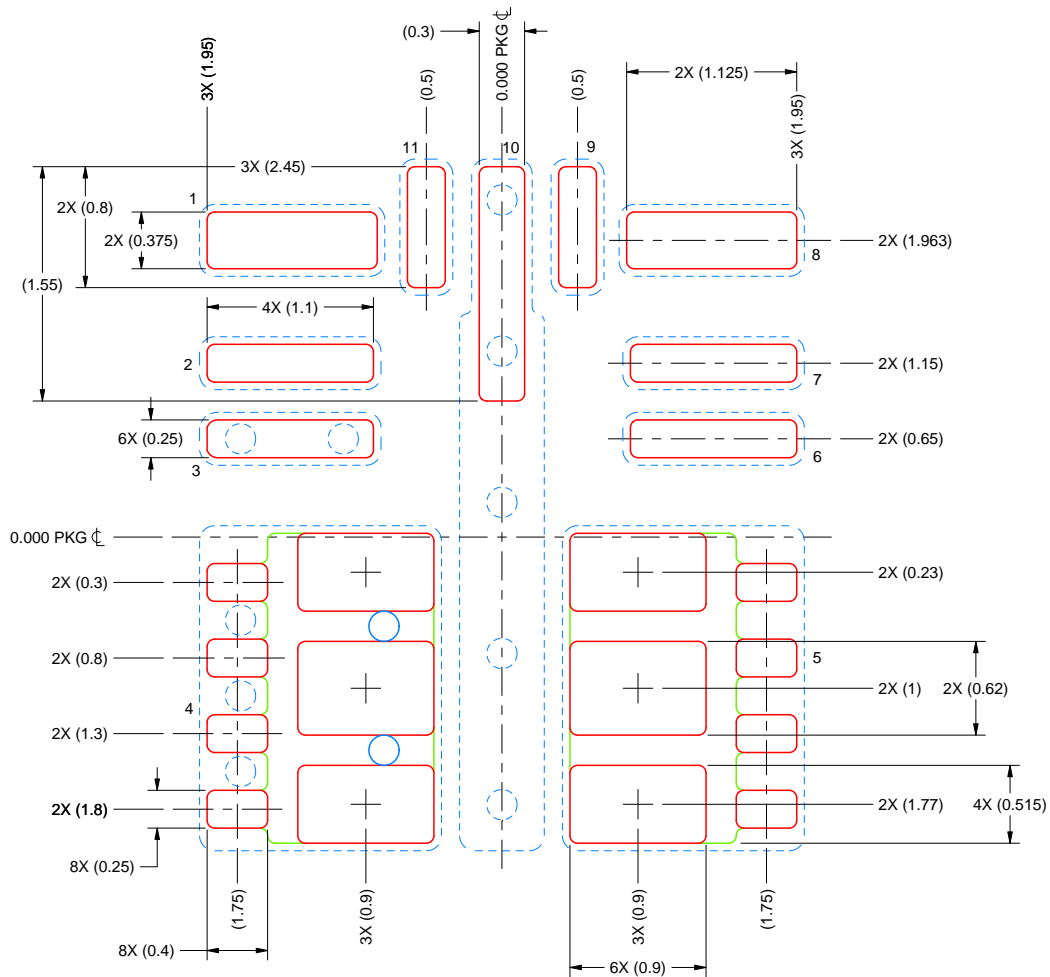 (0.3)
0.000 PKG ℄
3X (1.95)
(0.5)
(0.5)
2X (1.125)
3X (1.95)
11
10
9
3X (2.45)
1
2X (0.8)
2X (0.375)
8
2X (1.963)
(1.55)
4X (1.1)
2
7
2X (1.15)
6X (0.25)
3
6
2X (0.65)
0.000 PKG ℄
2X (0.3)
2X (0.23)
2X (0.8)
5
4
2X (1)
2X (0.62)
2X (1.3)
2X (1.8)
2X (1.77)
4X (0.515)
8X (0.25)
(1.75)
3X (0.9)
3X (0.9)
(1.75)
8X (0.4)
6X (0.9)